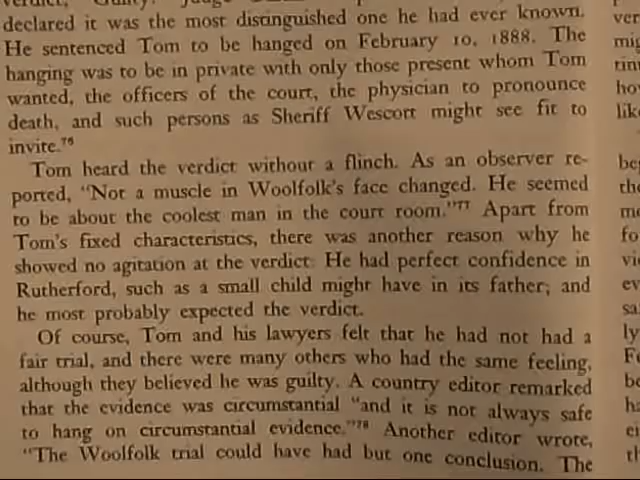 verdict, "Guilty." Judge
declared it was the most distinguished one he had ever known.
He sentenced Tom to be hanged on February 10, 1888. The
hanging was to be in private with only those present whom Tom
wanted, the officers of the court, the physician to pronounce
death, and such persons as Sheriff Wescott might see fit to
invite.⁷⁶
Tom heard the verdict without a flinch. As an observer re-
ported, "Not a muscle in Woolfolk's face changed. He seemed
to be about the coolest man in the court room."⁷⁷ Apart from
Tom's fixed characteristics, there was another reason why he
showed no agitation at the verdict. He had perfect confidence in
Rutherford, such as a small child might have in its father; and
he most probably expected the verdict.
Of course, Tom and his lawyers felt that he had not had a
fair trial, and there were many others who had the same feeling,
although they believed he was guilty. A country editor remarked
that the evidence was circumstantial "and it is not always safe
to hang on circumstantial evidence."⁷⁸ Another editor wrote,
"The Woolfolk trial could have had but one conclusion. The